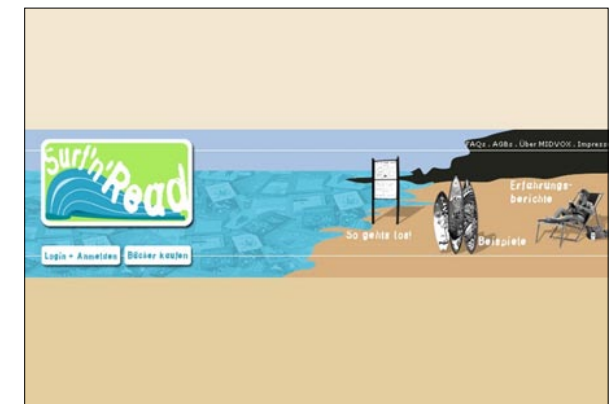 Surf'n'Read
FAQs . AGBs . Über MIDVOX . Impress
Erfahrungs-
berichte
So gehts los!
Beispiele
Login + Anmelden
Bücher kaufen